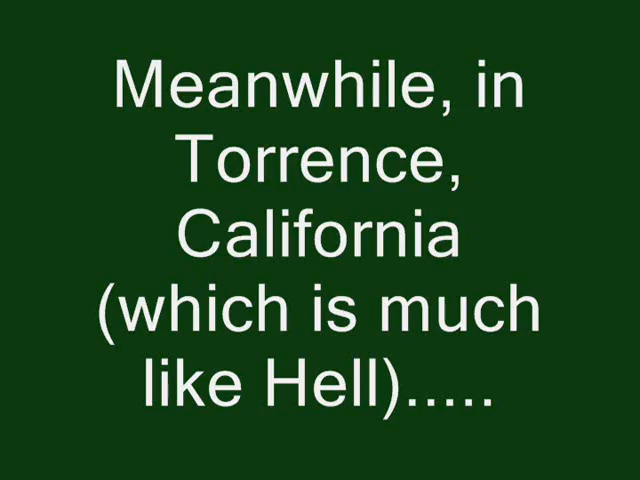 Meanwhile, in
Torrence,
California
(which is much
like Hell).....